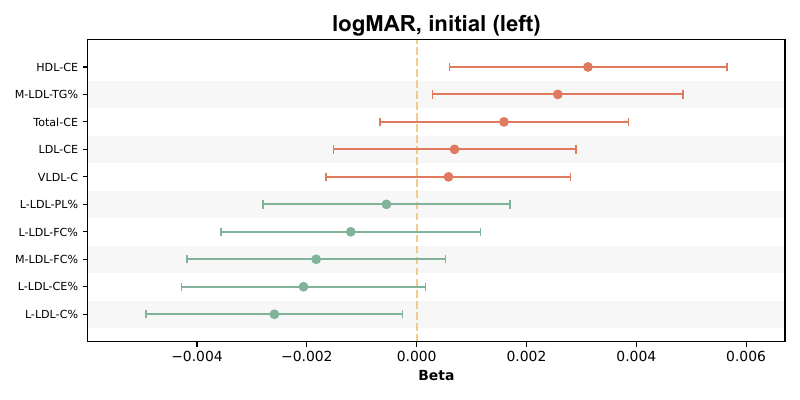 logMAR, initial (left)
HDL-CE
M-LDL-TG%
Total-CE
LDL-CE
VLDL-C
L-LDL-PL%
L-LDL-FC%
M-LDL-FC%
L-LDL-CE%
L-LDL-C%
−0.004 −0.002 0.000 0.002 0.004 0.006
Beta